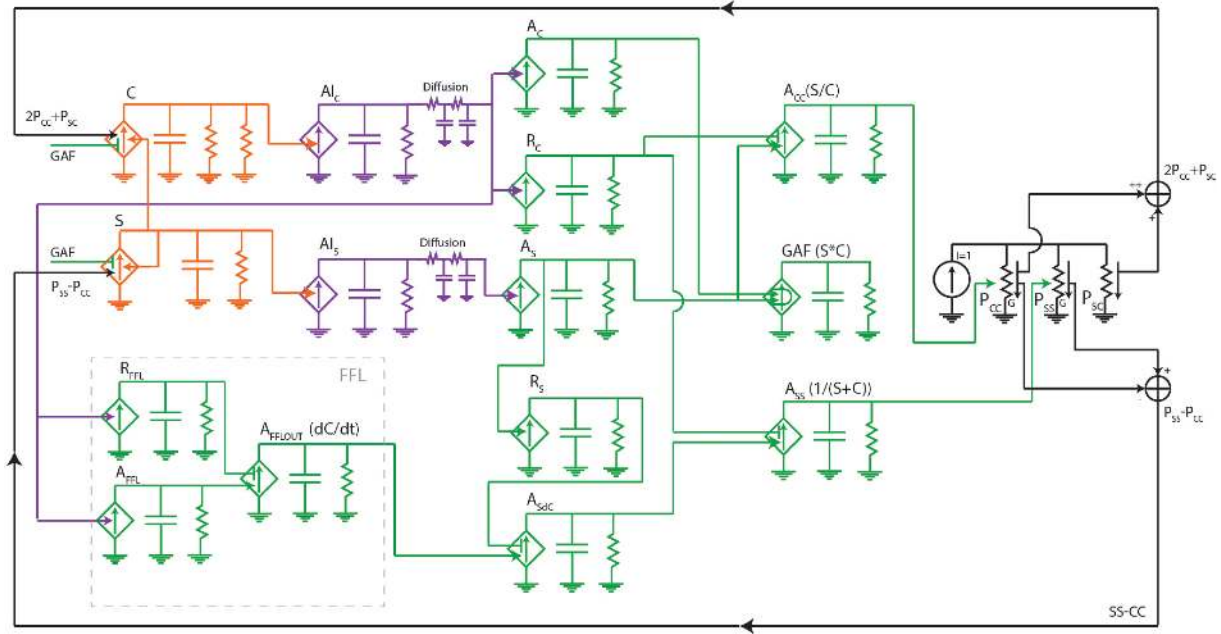 A_C
C
AI_C
Diffusion
A_CC (S/C)
2P_CC+P_SC
GAF
R_C
2P_CC+P_SC
++
+
S
AI_S
Diffusion
A_S
GAF (S*C)
GAF
I=1
P_SS-P_CC
P_CC
G
P_SS
G
P_SC
R_FFL
FFL
R_S
A_SS (1/(S+C))
+
-
P_SS-P_CC
A_FFLOUT (dC/dt)
A_FFL
A_SdC
SS-CC